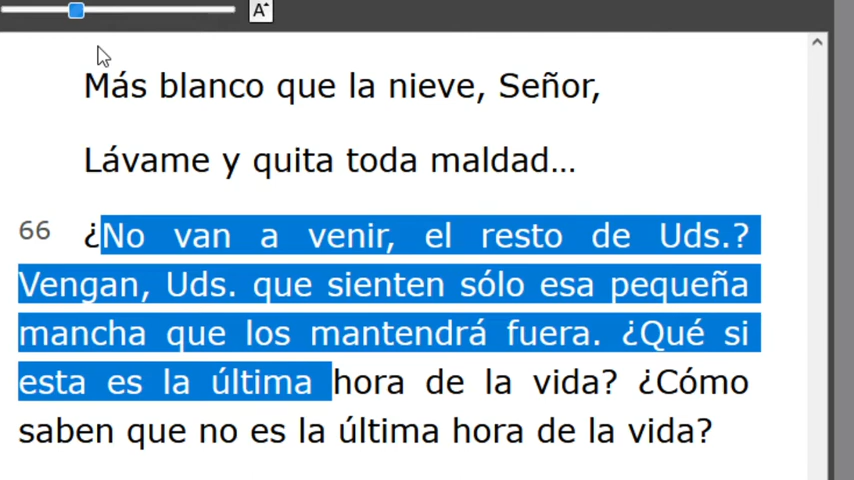 A
Más blanco que la nieve, Señor,
Lávame y quita toda maldad...
66 ¿No van a venir, el resto de Uds.?
Vengan, Uds. que sienten sólo esa pequeña
mancha que los mantendrá fuera. ¿Qué si
esta es la última hora de la vida? ¿Cómo
saben que no es la última hora de la vida?